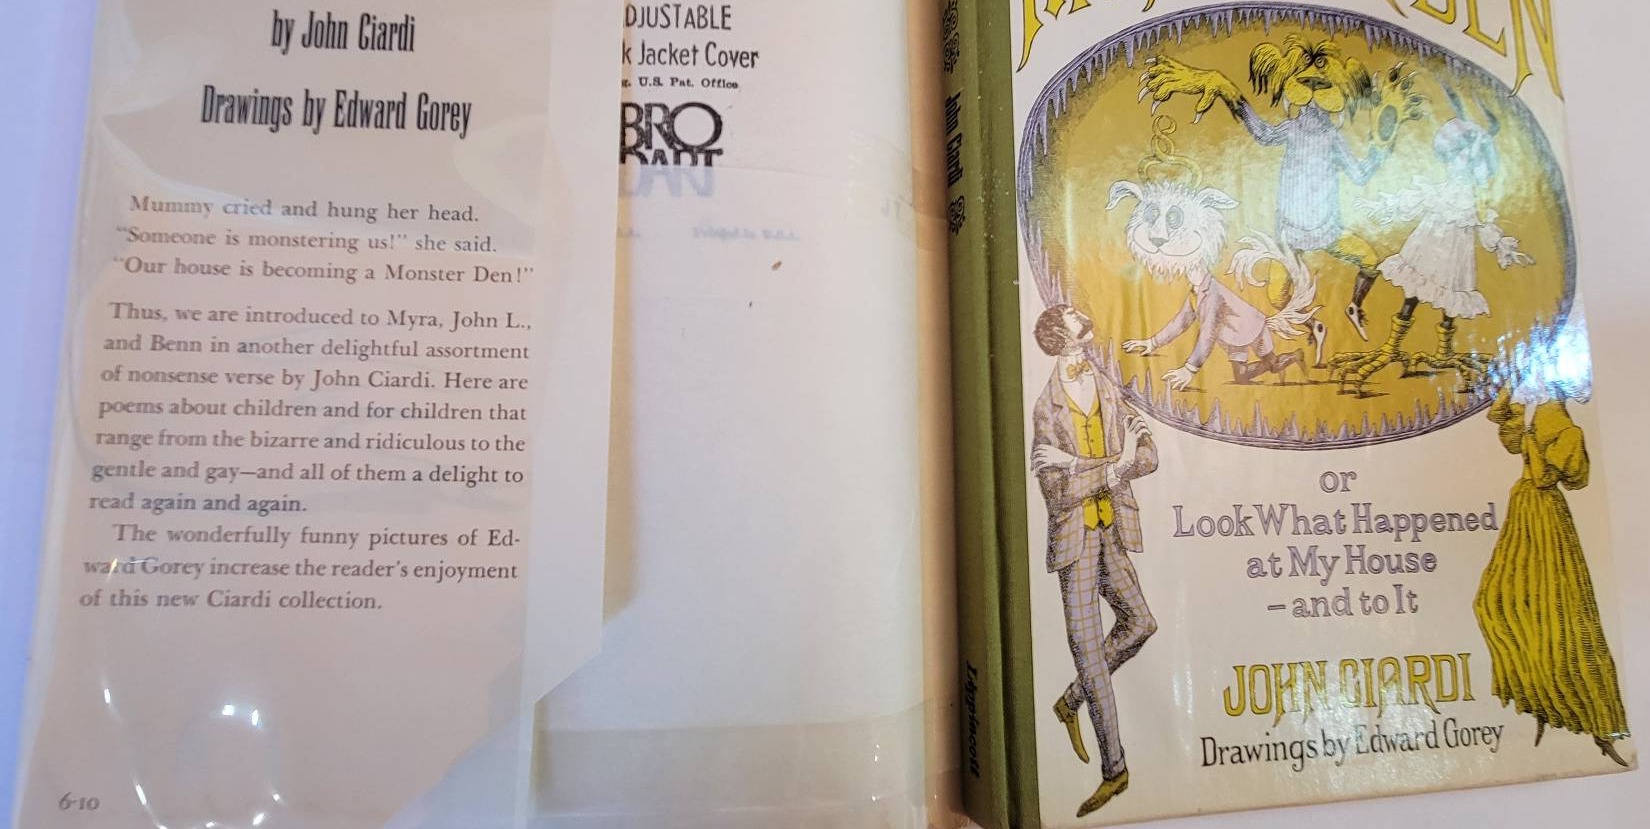 by John Ciardi
Drawings by Edward Gorey
Mummy cried and hung her head.
"Someone is monstering us!" she said.
"Our house is becoming a Monster Den!"
Thus, we are introduced to Myra, John L.,
and Benn in another delightful assortment
of nonsense verse by John Ciardi. Here are
poems about children and for children that
range from the bizarre and ridiculous to the
gentle and gay—and all of them a delight to
read again and again.
The wonderfully funny pictures of Ed-
ward Gorey increase the reader's enjoyment
of this new Ciardi collection.
6-10
DJUSTABLE
k Jacket Cover
U.S. Pat. Office
BRO
DART
John Ciardi
Lippincott
DEN
or
Look What Happened
at My House
– and to It
JOHN CIARDI
Drawings by Edward Gorey